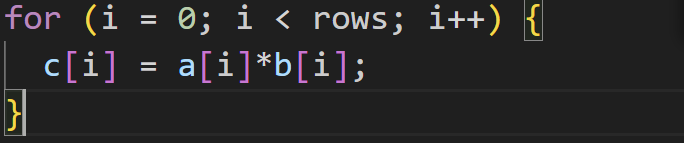 for (i = 0; i < rows; i++) {
  c[i] = a[i]*b[i];
}